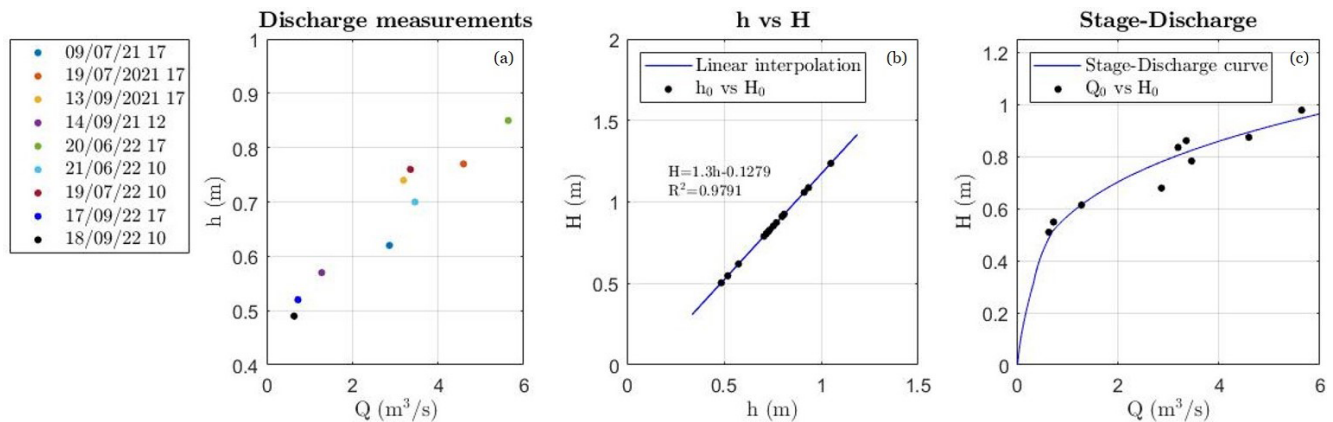 Discharge measurements
h vs H
Stage-Discharge
09/07/21 17
19/07/2021 17
13/09/2021 17
14/09/21 12
20/06/22 17
21/06/22 10
19/07/22 10
17/09/22 17
18/09/22 10
(a)
1
0.9
0.8
0.7
0.6
0.5
0.4
h (m)
0
2
4
6
Q (m³/s)
(b)
Linear interpolation
h₀ vs H₀
H=1.3h-0.1279
R²=0.9791
2
1.5
1
0.5
0
H (m)
0
0.5
1
1.5
h (m)
(c)
Stage-Discharge curve
Q₀ vs H₀
1.2
1
0.8
0.6
0.4
0.2
0
H (m)
0
2
4
6
Q (m³/s)